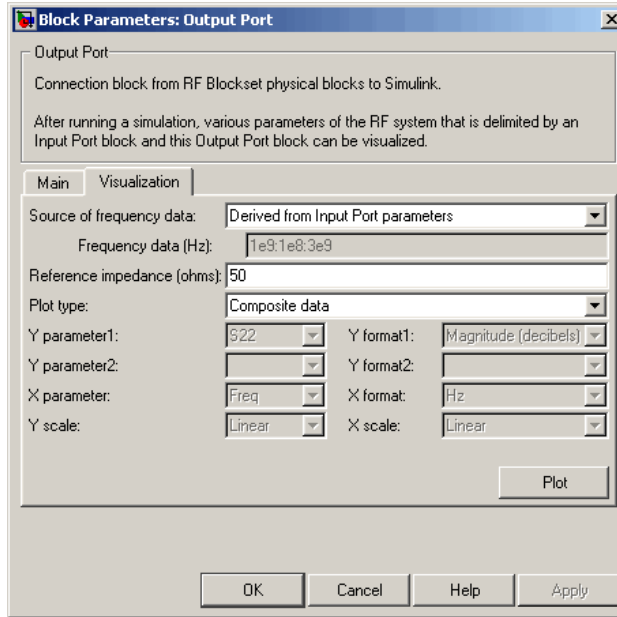 Block Parameters: Output Port
Output Port
Connection block from RF Blockset physical blocks to Simulink.
After running a simulation, various parameters of the RF system that is delimited by an
Input Port block and this Output Port block can be visualized.
Main Visualization
Source of frequency data: Derived from Input Port parameters
Frequency data (Hz): 1e9:1e8:3e9
Reference impedance (ohms): 50
Plot type: Composite data
Y parameter1: S22 Y format1: Magnitude (decibels)
Y parameter2: Y format2:
X parameter: Freq X format: Hz
Y scale: Linear X scale: Linear
Plot
OK Cancel Help Apply